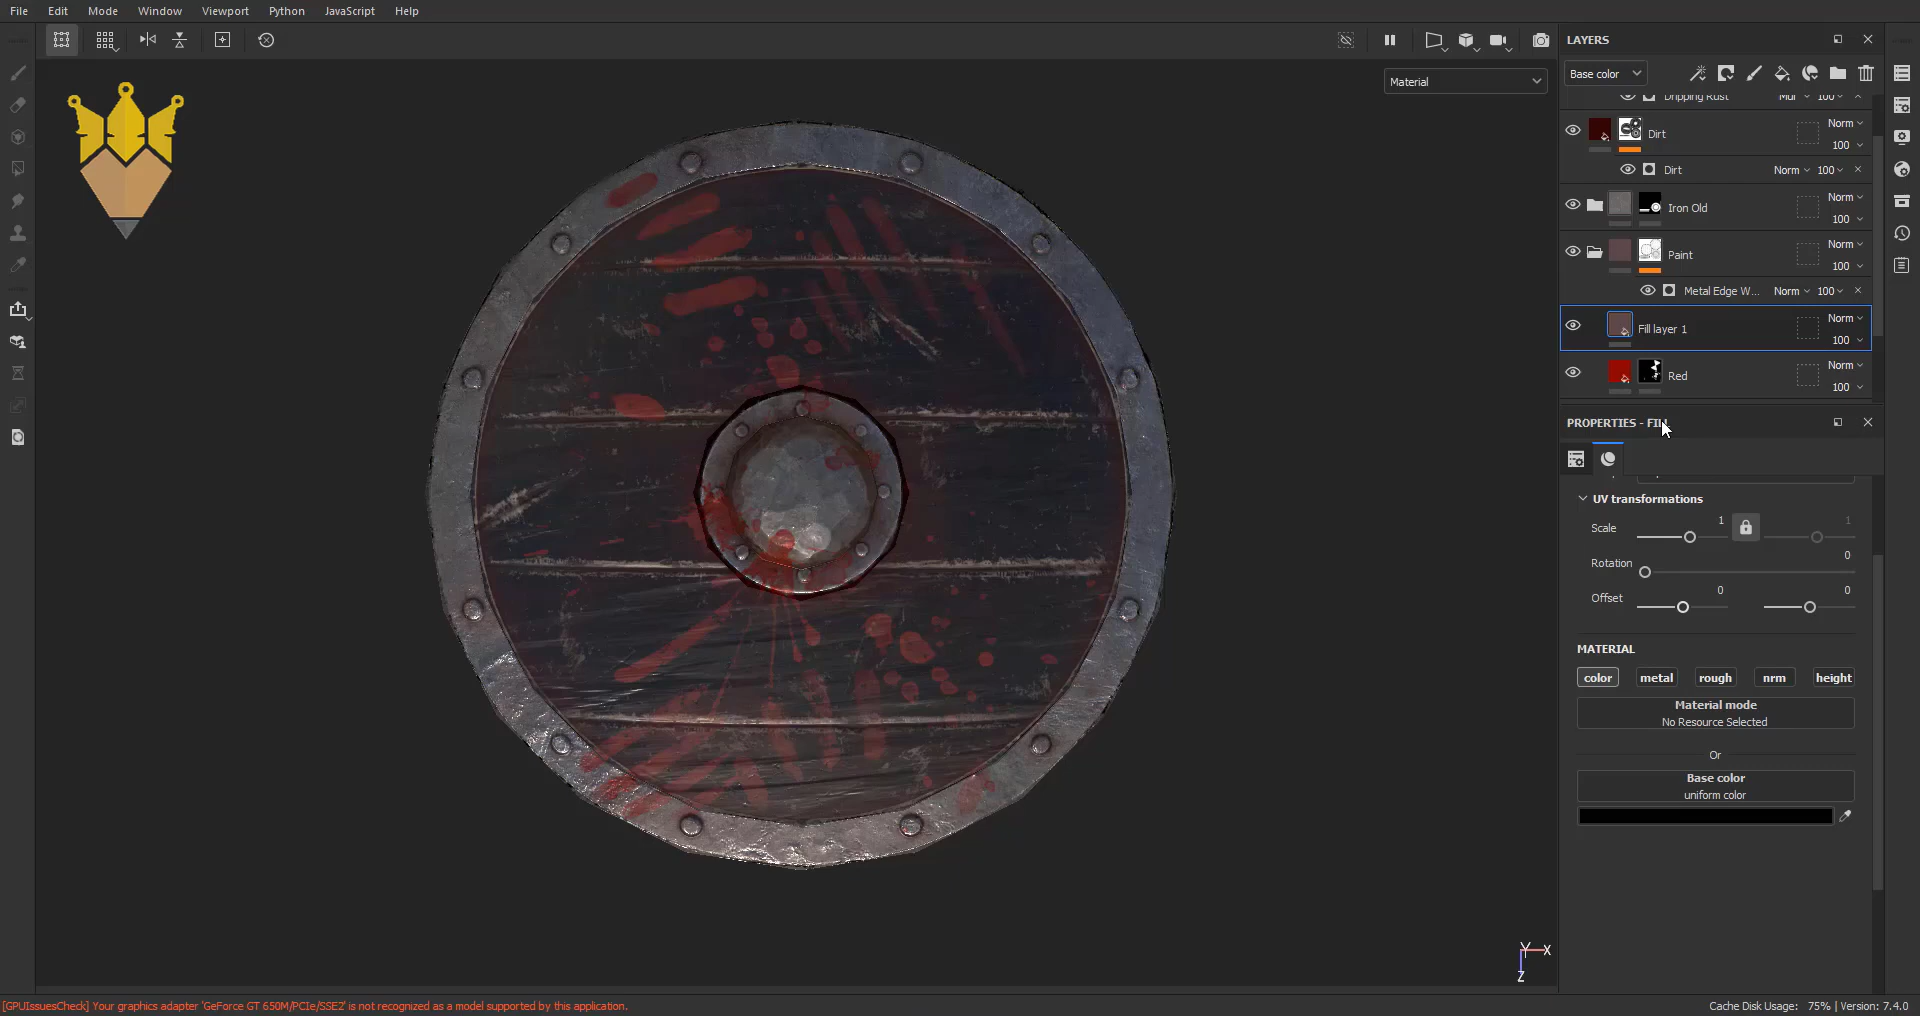 File Edit Mode Window Viewport Python JavaScript Help
Material
LAYERS
Base color
Dripping Rust Mul 100
Dirt Norm 100
Dirt Norm 100
Iron Old Norm 100
Paint Norm 100
Metal Edge W... Norm 100
Fill layer 1 Norm 100
Red Norm 100
PROPERTIES - FILL
UV transformations
Scale 1 1
Rotation 0
Offset 0 0
MATERIAL
color metal rough nrm height
Material mode
No Resource Selected
Or
Base color
uniform color
Y X
Z
[GPUIssuesCheck] Your graphics adapter 'GeForce GT 650M/PCIe/SSE2' is not recognized as a model supported by this application.
Cache Disk Usage: 75% | Version: 7.4.0